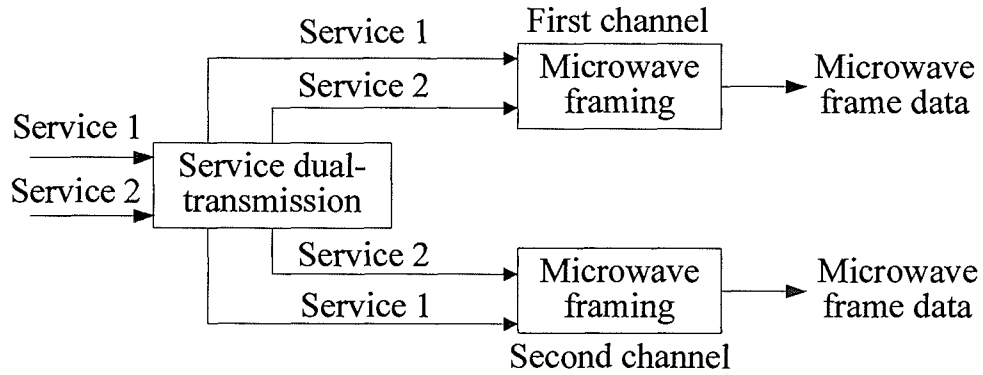 First channel
Service 1
Microwave
framing
Service 2
Microwave
frame data
Service 1
Service 2
Service dual-
transmission
Service 2
Service 1
Microwave
framing
Microwave
frame data
Second channel